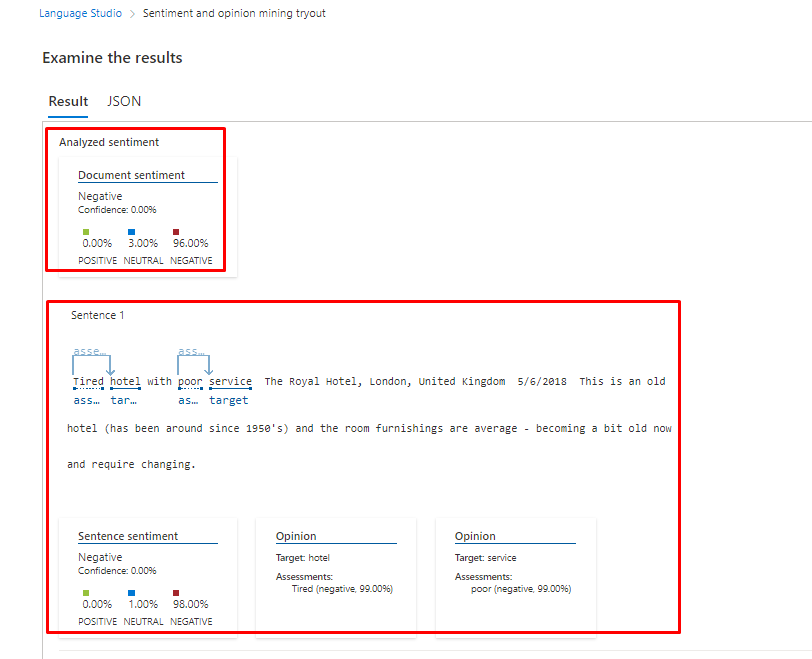 Language Studio > Sentiment and opinion mining tryout
Examine the results
Result JSON
Analyzed sentiment
Document sentiment
Negative
Confidence: 0.00%
0.00% 3.00% 96.00%
POSITIVE NEUTRAL NEGATIVE
Sentence 1
asse... ass...
Tired hotel with poor service The Royal Hotel, London, United Kingdom 5/6/2018 This is an old
ass... tar... as... target
hotel (has been around since 1950's) and the room furnishings are average - becoming a bit old now
and require changing.
Sentence sentiment Opinion Opinion
Negative Target: hotel Target: service
Confidence: 0.00% Assessments: Assessments:
Tired (negative, 99.00%) poor (negative, 99.00%)
0.00% 1.00% 98.00%
POSITIVE NEUTRAL NEGATIVE